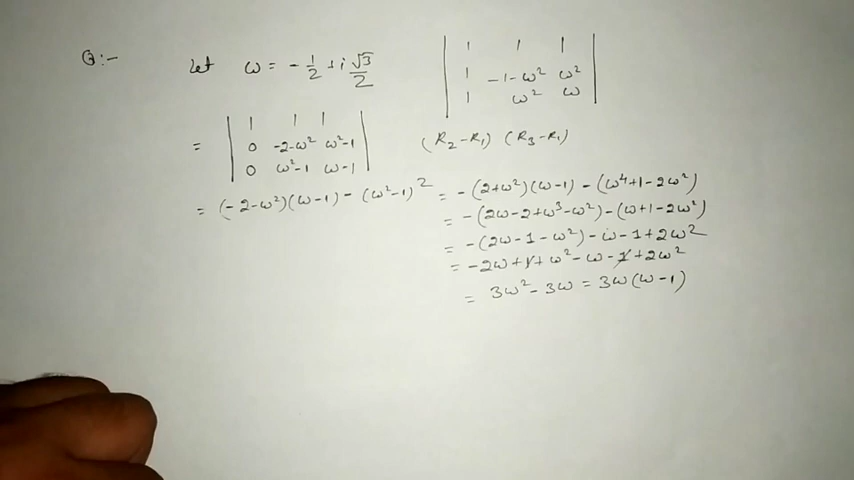 Q:- Let ω = -1/2 + i √3/2 | 1 1 1 |
| 1 -1-ω² ω² |
| 1 ω² ω |
= | 1 1 1 |
| 0 -2-ω² ω²-1 | (R₂-R₁) (R₃-R₁)
| 0 ω²-1 ω-1 |
= (-2-ω²)(ω-1) - (ω²-1)² = -(2+ω²)(ω-1) - (ω⁴+1-2ω²)
= -(2ω-2+ω³-ω²)-(ω+1-2ω²)
= -(2ω-1-ω²)-ω-1+2ω²
= -2ω+1+ω²-ω-1+2ω²
= 3ω²-3ω = 3ω(ω-1)